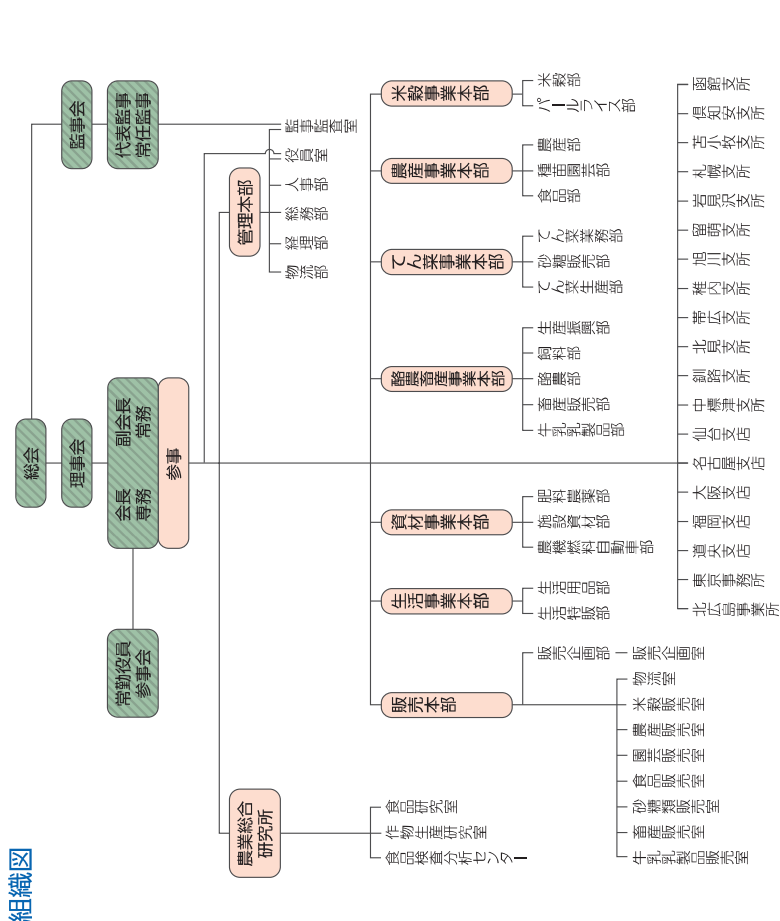 組織図
総会
理事会
監事会
代表監事
常任監事
会長
専務
副会長
常務
参事
常勤役員
参事会
農業総合
研究所
食品研究室
作物生産研究室
食品検査分析センター
管理本部
監事監査室
役員室
人事部
総務部
経理部
物流部
米穀事業本部
米穀部
パールライス部
農産事業本部
農産部
種苗園芸部
食品部
てん菜事業本部
てん菜業務部
砂糖販売部
てん菜生産部
酪農畜産事業本部
生産振興部
飼料部
酪農部
畜産販売部
牛乳乳製品部
資材事業本部
肥料農薬部
施設資材部
農機燃料自動車部
生活事業本部
生活用品部
生活特販部
販売本部
販売企画部
販売企画室
物流室
米穀販売室
農産販売室
園芸販売室
食品販売室
砂糖類販売室
畜産販売室
牛乳乳製品販売室
函館支所
倶知安支所
苫小牧支所
札幌支所
岩見沢支所
留萌支所
旭川支所
稚内支所
帯広支所
北見支所
釧路支所
中標津支所
仙台支店
名古屋支店
大阪支店
福岡支店
道央支店
東京事務所
北広島事業所